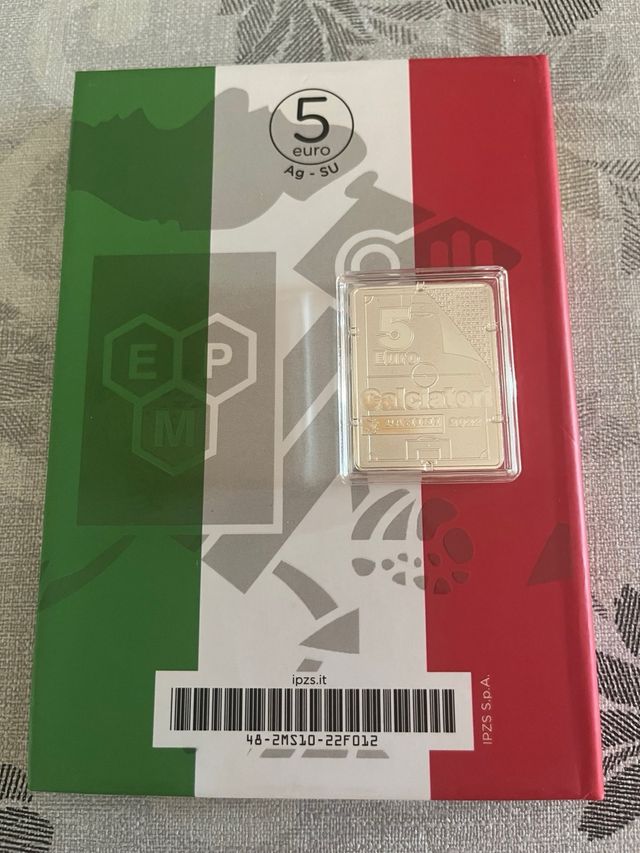 5
euro
Ag - SU
E P
M
5
Euro
Calciatori
PANINI 2022
ipzs.it
48-2MS10-22F012
IPZS S.p.A.